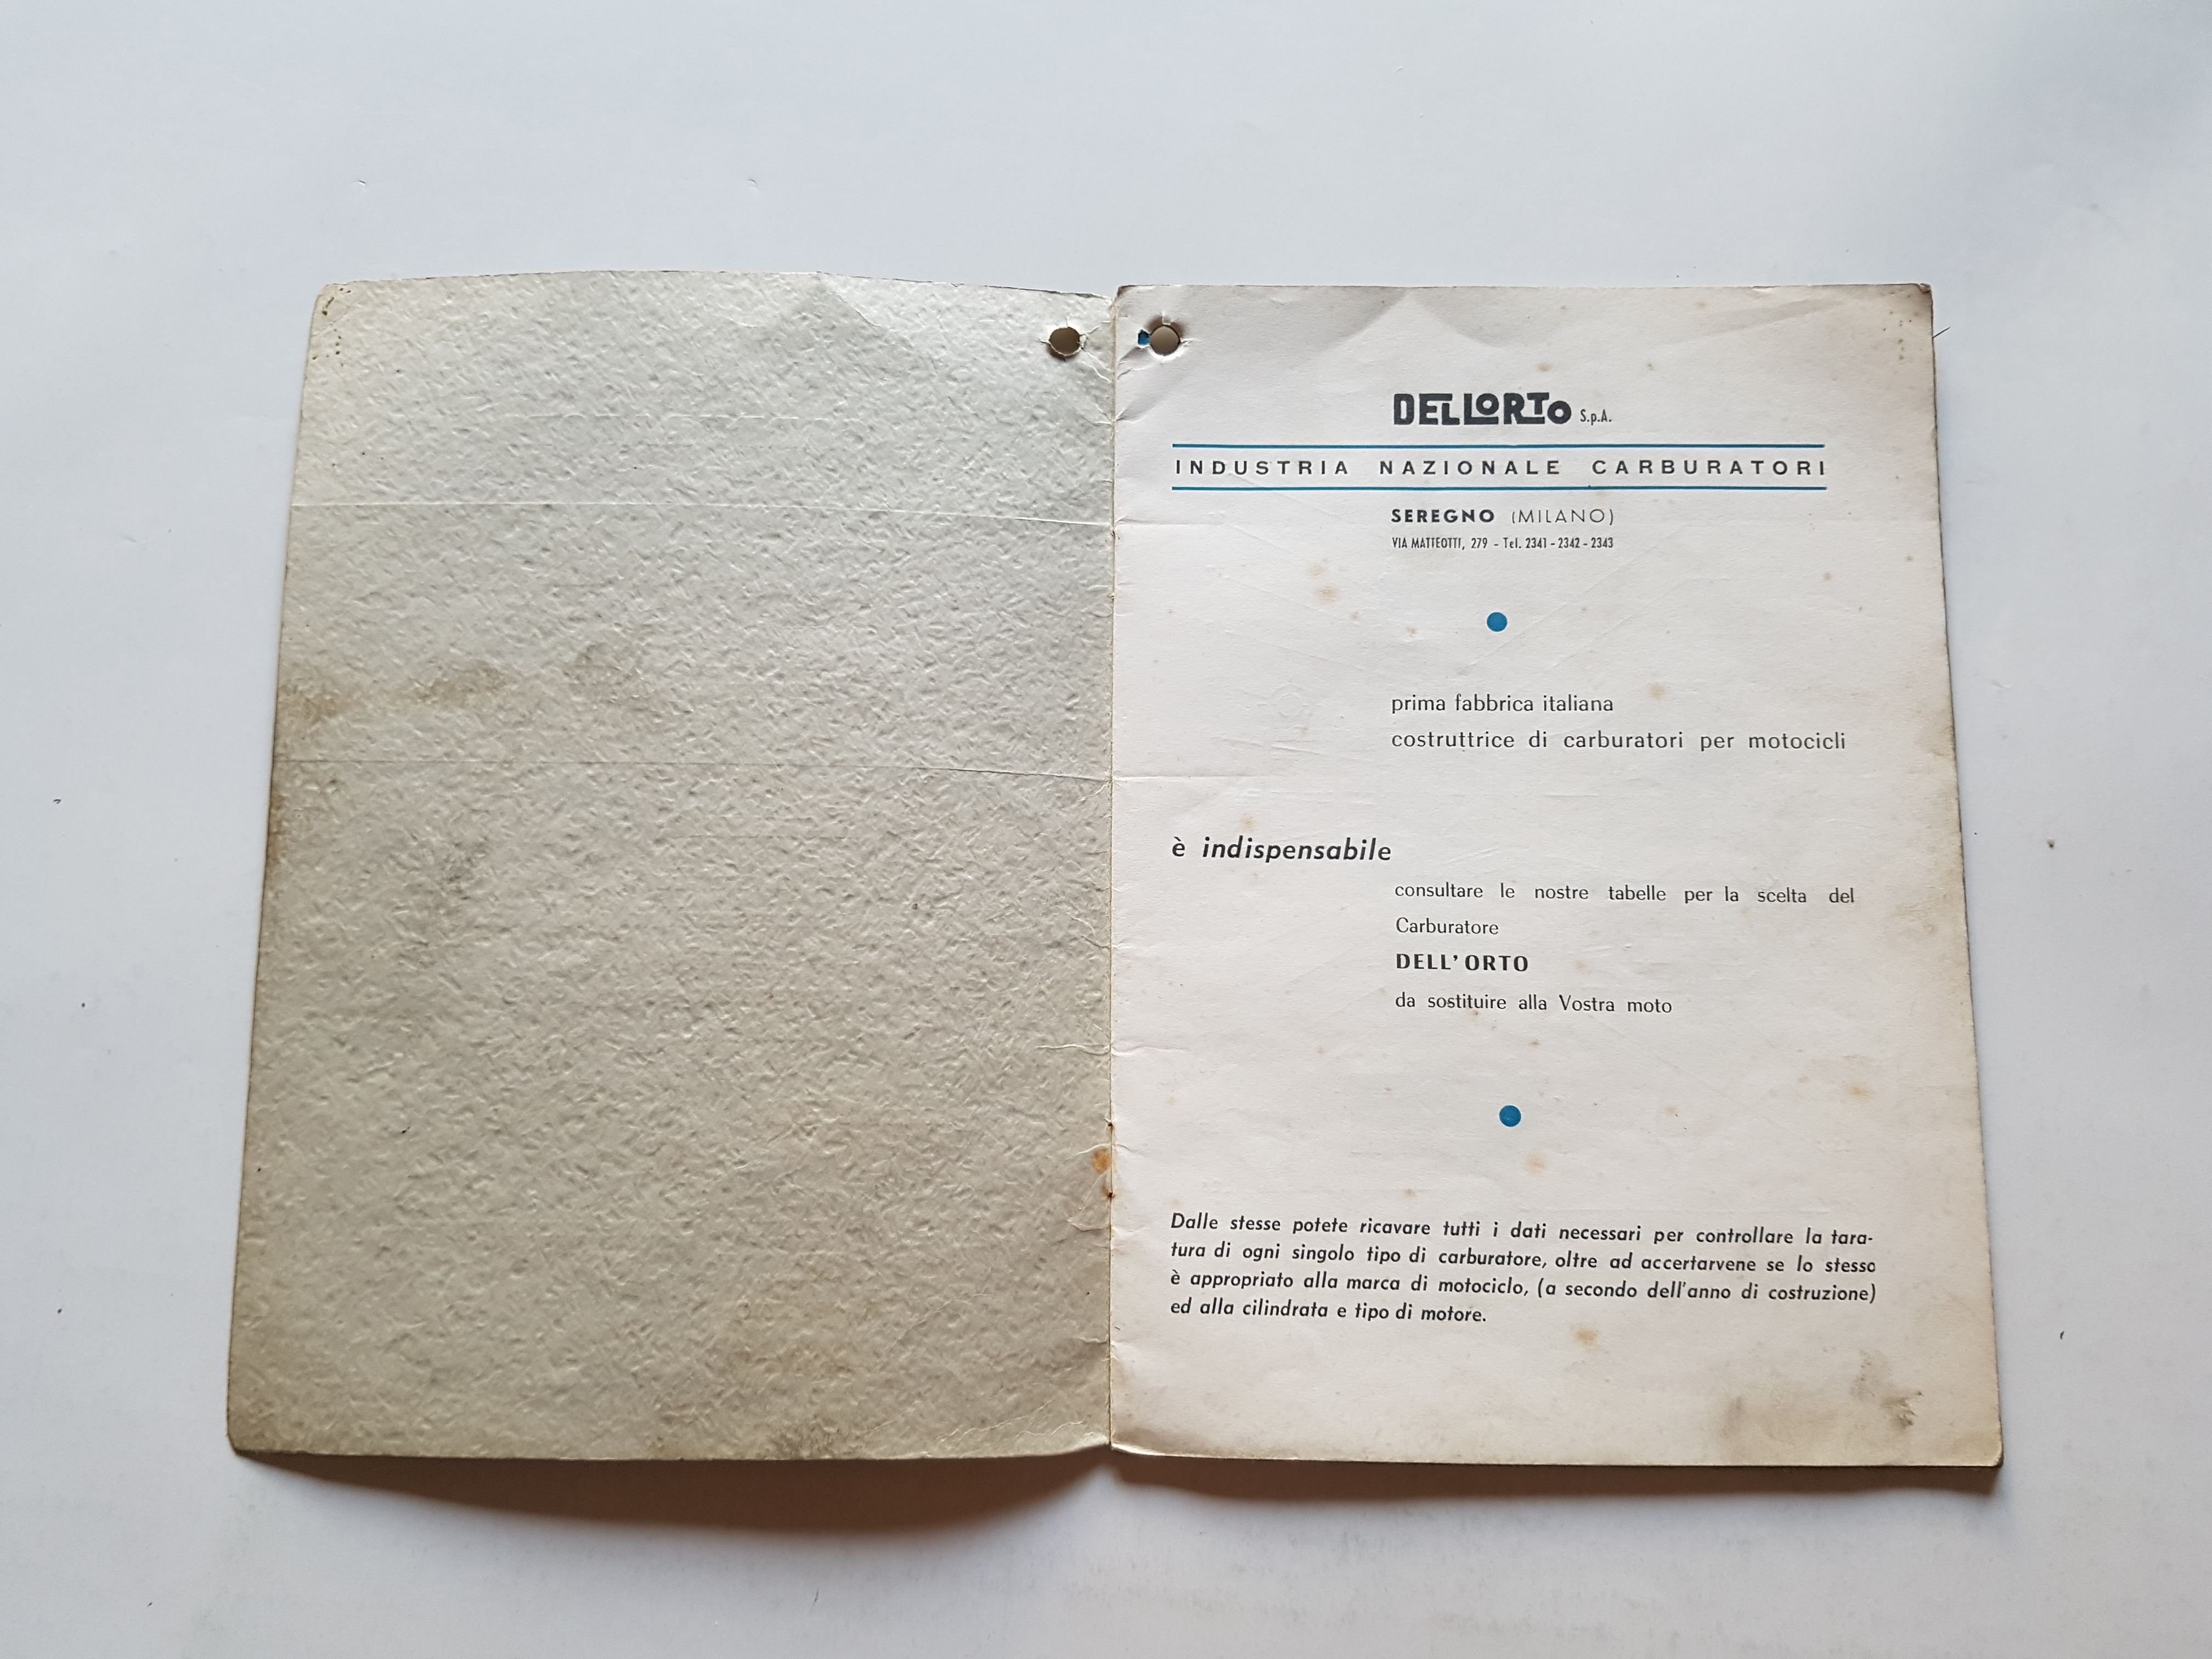 DELLORTO S.p.A.
INDUSTRIA NAZIONALE CARBURATORI
SEREGNO (MILANO)
VIA MATTEOTTI, 279 - Tel. 2341 - 2342 - 2343
prima fabbrica italiana
costruttrice di carburatori per motocicli
è indispensabile
consultare le nostre tabelle per la scelta del
Carburatore
DELL'ORTO
da sostituire alla Vostra moto
Dalle stesse potete ricavare tutti i dati necessari per controllare la tara-
tura di ogni singolo tipo di carburatore, oltre ad accertarvene se lo stesso
è appropriato alla marca di motociclo, (a secondo dell'anno di costruzione)
ed alla cilindrata e tipo di motore.